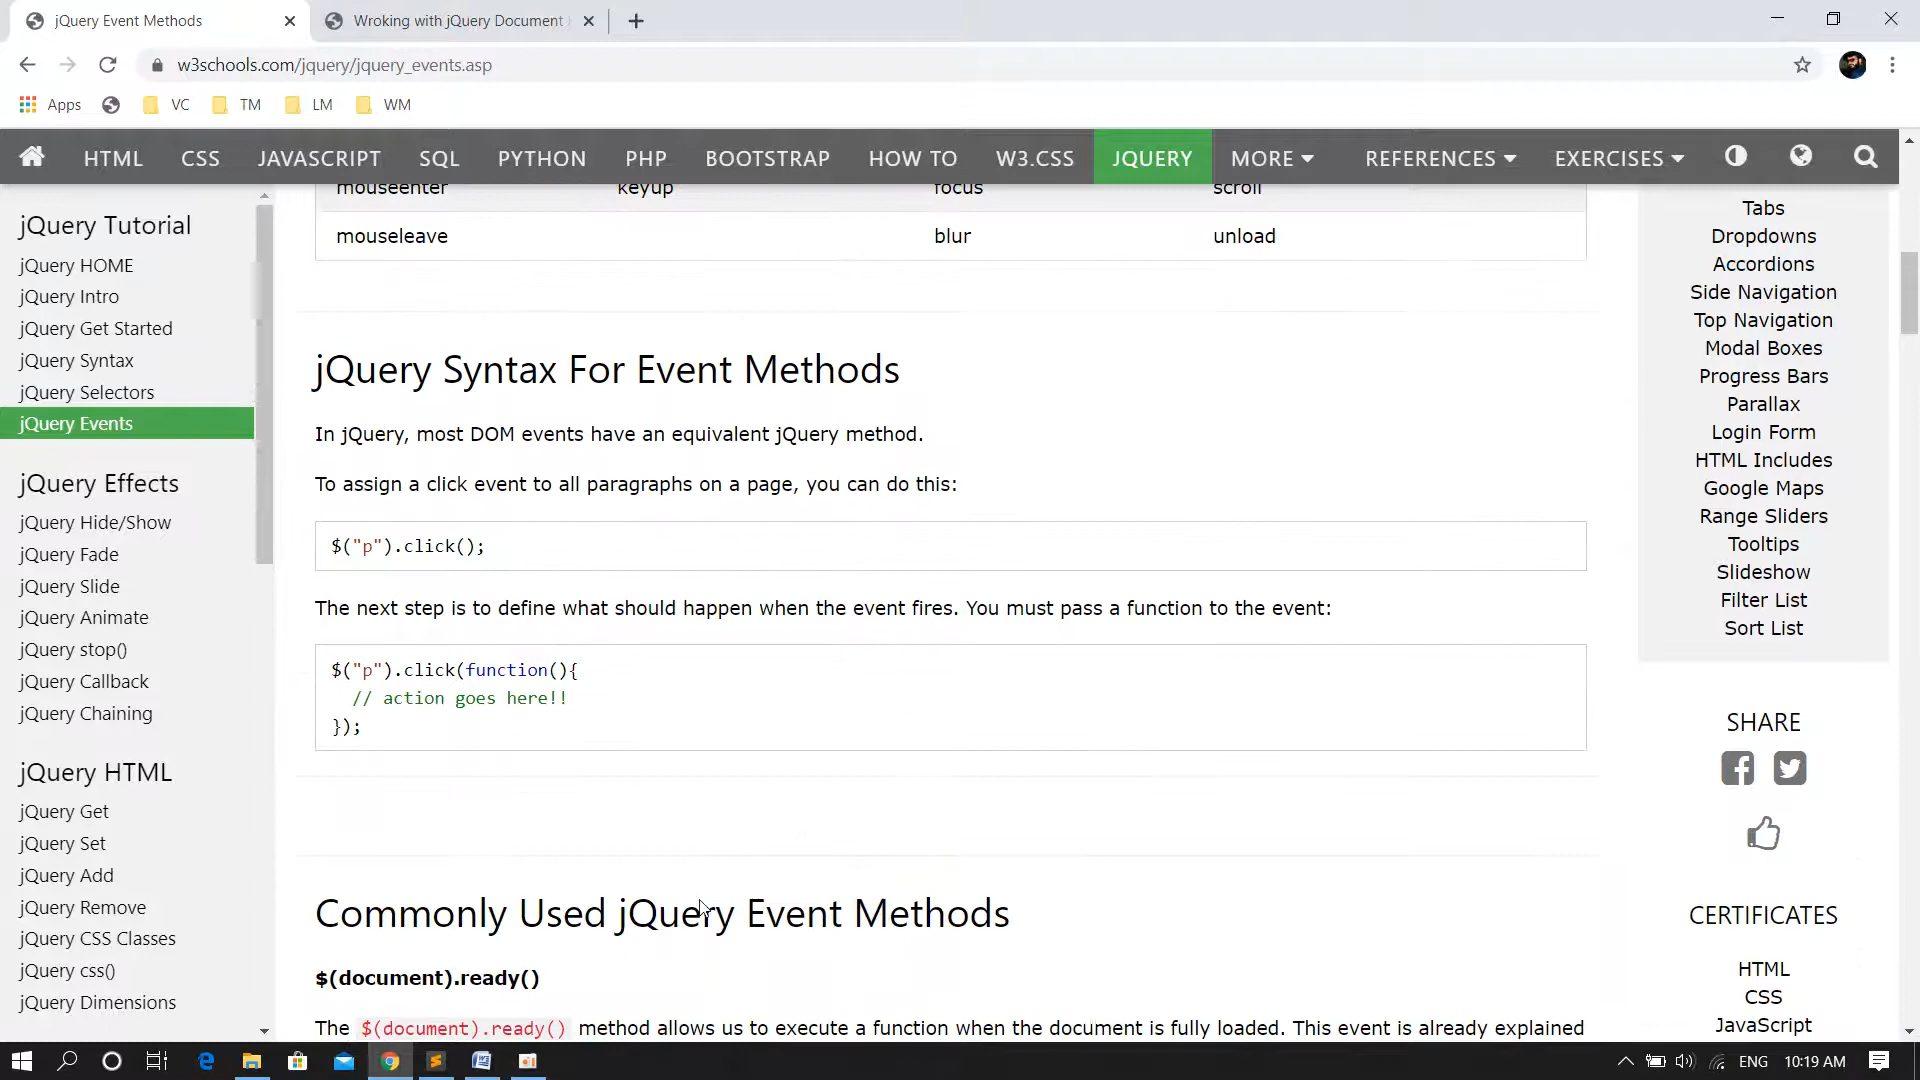 jQuery Event Methods
Wroking with jQuery Document
w3schools.com/jquery/jquery_events.asp
Apps VC TM LM WM
HTML CSS JAVASCRIPT SQL PYTHON PHP BOOTSTRAP HOW TO W3.CSS JQUERY MORE REFERENCES EXERCISES
jQuery Tutorial
jQuery HOME
jQuery Intro
jQuery Get Started
jQuery Syntax
jQuery Selectors
jQuery Events
jQuery Effects
jQuery Hide/Show
jQuery Fade
jQuery Slide
jQuery Animate
jQuery stop()
jQuery Callback
jQuery Chaining
jQuery HTML
jQuery Get
jQuery Set
jQuery Add
jQuery Remove
jQuery CSS Classes
jQuery css()
jQuery Dimensions
mouseenter keyup focus scroll
mouseleave blur unload
jQuery Syntax For Event Methods
In jQuery, most DOM events have an equivalent jQuery method.
To assign a click event to all paragraphs on a page, you can do this:
$("p").click();
The next step is to define what should happen when the event fires. You must pass a function to the event:
$("p").click(function(){
// action goes here!!
});
Commonly Used jQuery Event Methods
$(document).ready()
The $(document).ready() method allows us to execute a function when the document is fully loaded. This event is already explained
Tabs
Dropdowns
Accordions
Side Navigation
Top Navigation
Modal Boxes
Progress Bars
Parallax
Login Form
HTML Includes
Google Maps
Range Sliders
Tooltips
Slideshow
Filter List
Sort List
SHARE
CERTIFICATES
HTML
CSS
JavaScript
ENG 10:19 AM